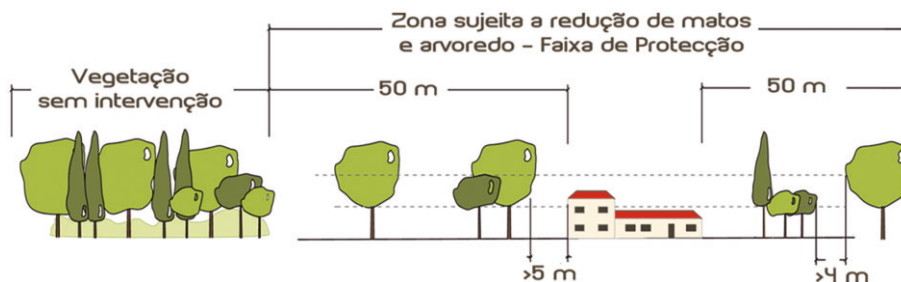 Zona sujeita a redução de matos
e arvoredo - Faixa de Protecção
Vegetação
sem intervenção
50 m
50 m
>5 m
>4 m